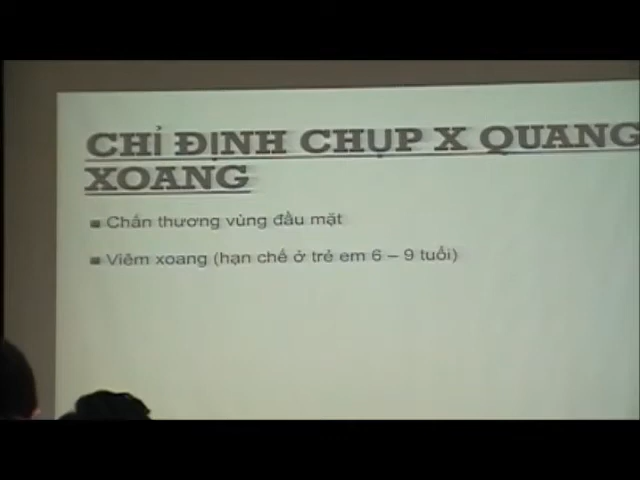 CHỈ ĐỊNH CHỤP X QUANG
XOANG
Chấn thương vùng đầu mặt
Viêm xoang (hạn chế ở trẻ em 6 – 9 tuổi)